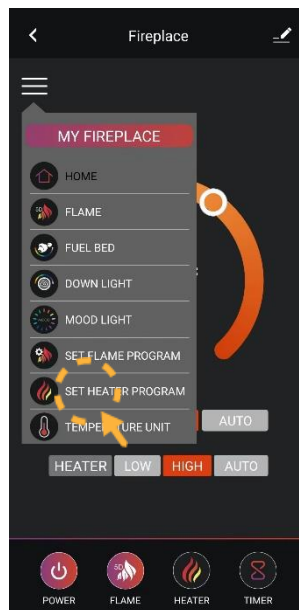 Fireplace
MY FIREPLACE
HOME
FLAME
FUEL BED
DOWN LIGHT
MOOD LIGHT
SET FLAME PROGRAM
SET HEATER PROGRAM
TEMPERATURE UNIT
AUTO
HEATER LOW HIGH AUTO
POWER FLAME HEATER TIMER